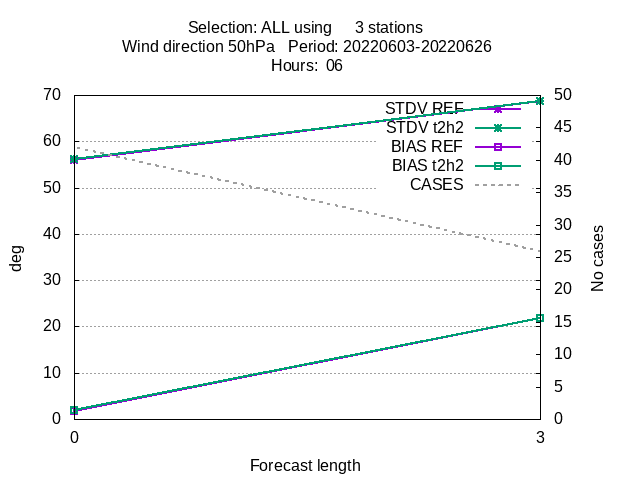 Selection: ALL using 3 stations
Wind direction 50hPa Period: 20220603-20220626
Hours: 06
70
60
50
40
30
20
10
0
deg
50
45
40
35
30
25
20
15
10
5
0
No cases
STDV REF
STDV t2h2
BIAS REF
BIAS t2h2
CASES
0
3
Forecast length